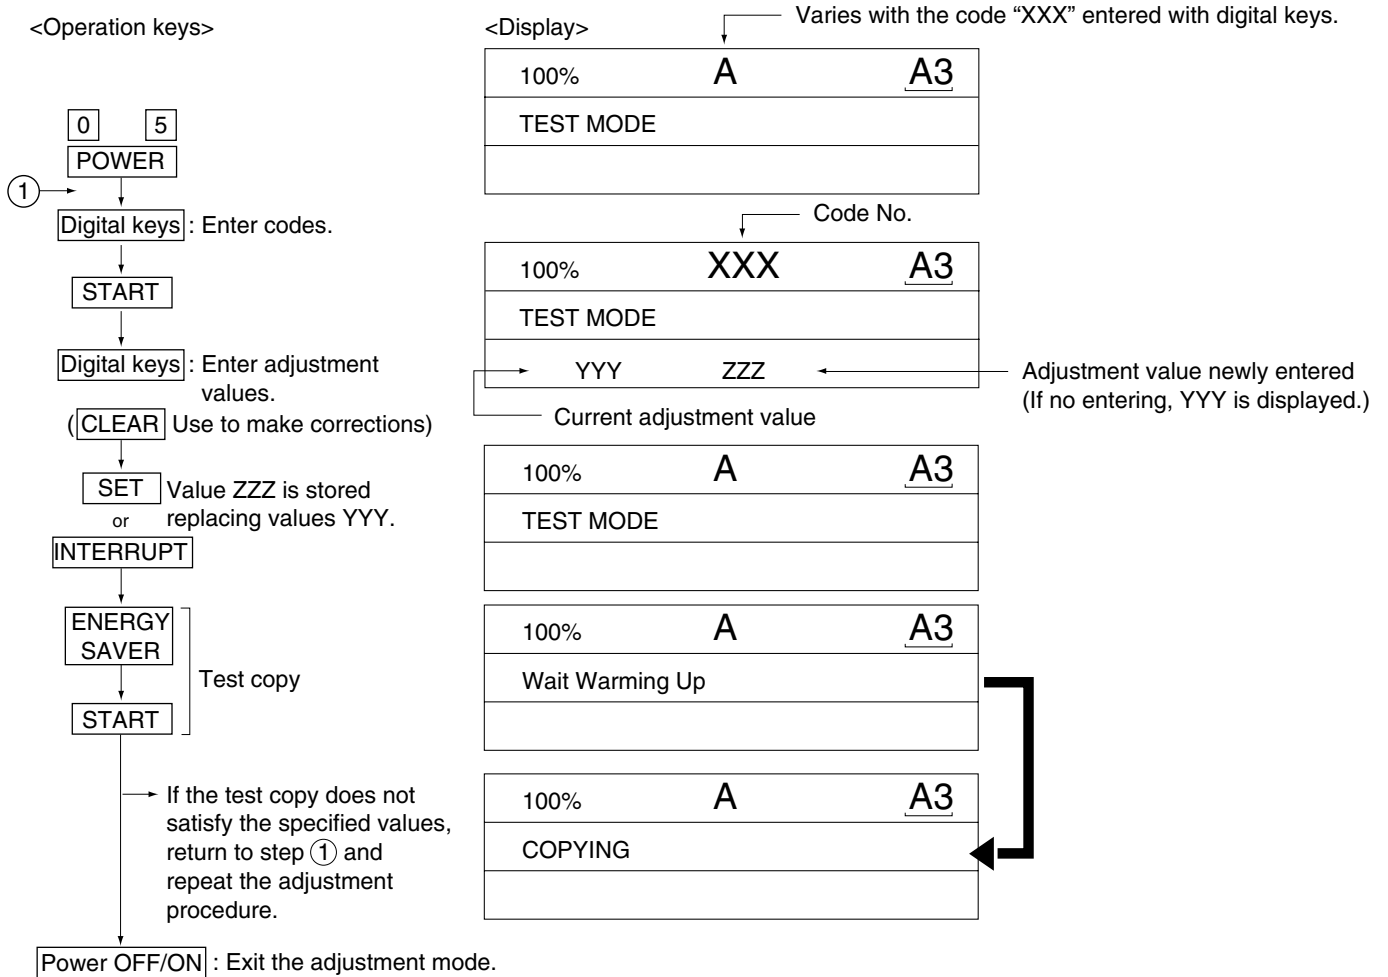 <Operation keys>
0 5
POWER
1
Digital keys : Enter codes.
START
Digital keys : Enter adjustment
values.
(CLEAR Use to make corrections)
SET Value ZZZ is stored
or replacing values YYY.
INTERRUPT
ENERGY
SAVER
Test copy
START
If the test copy does not
satisfy the specified values,
return to step 1 and
repeat the adjustment
procedure.
Power OFF/ON : Exit the adjustment mode.
<Display>
Varies with the code “XXX” entered with digital keys.
100% A A3
TEST MODE
Code No.
100% XXX A3
TEST MODE
YYY ZZZ
Adjustment value newly entered
(If no entering, YYY is displayed.)
Current adjustment value
100% A A3
TEST MODE
100% A A3
Wait Warming Up
100% A A3
COPYING